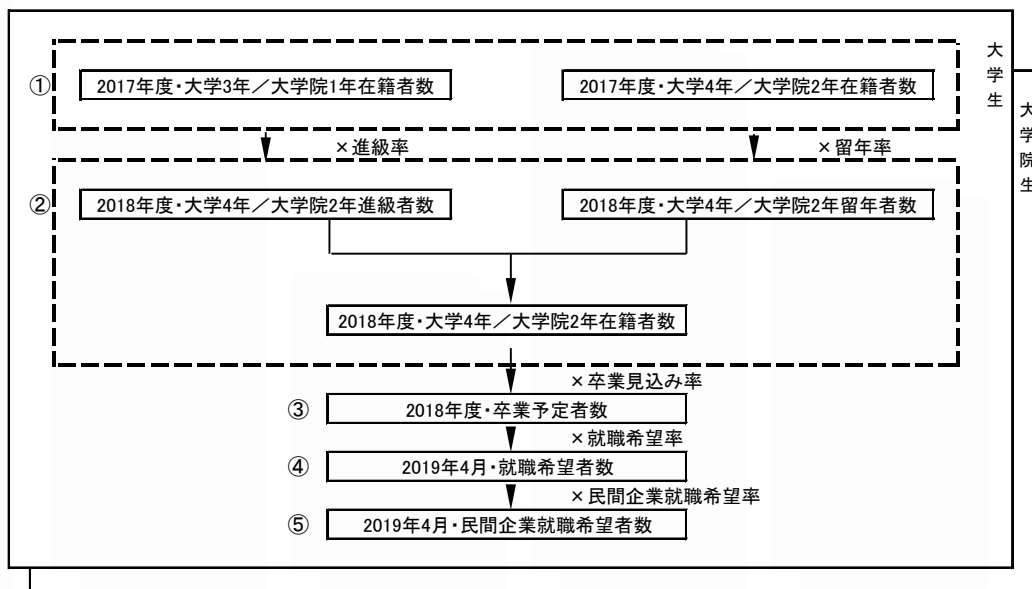 大学生
大学院生
①
2017年度・大学3年／大学院1年在籍者数
2017年度・大学4年／大学院2年在籍者数
×進級率
×留年率
②
2018年度・大学4年／大学院2年進級者数
2018年度・大学4年／大学院2年留年者数
2018年度・大学4年／大学院2年在籍者数
×卒業見込み率
③
2018年度・卒業予定者数
×就職希望率
④
2019年4月・就職希望者数
×民間企業就職希望率
⑤
2019年4月・民間企業就職希望者数